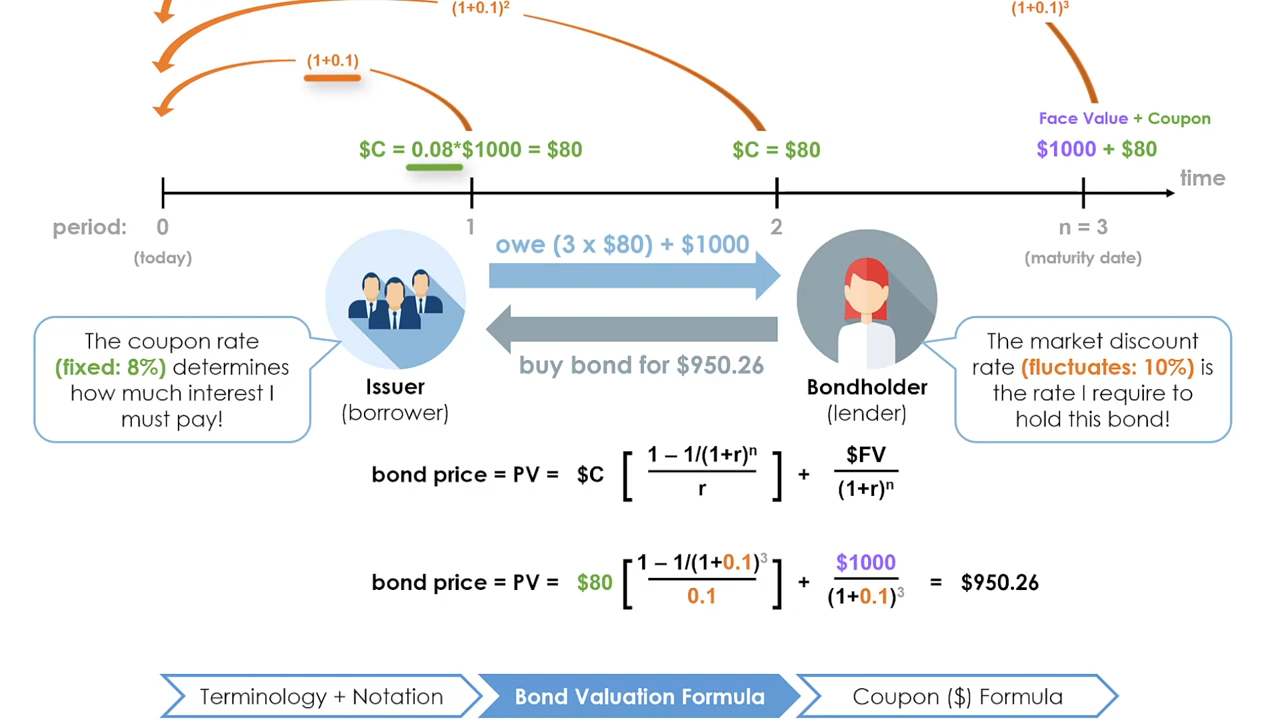 (1+0.1)² (1+0.1)³
(1+0.1)
Face Value + Coupon
$C = 0.08*$1000 = $80 $C = $80 $1000 + $80
time
period: 0 1 2 n = 3
(today) (maturity date)
owe (3 x $80) + $1000
The coupon rate
(fixed: 8%) determines
how much interest I
must pay!
buy bond for $950.26
Issuer
(borrower)
Bondholder
(lender)
The market discount
rate (fluctuates: 10%) is
the rate I require to
hold this bond!
bond price = PV = $C [ 1 – 1/(1+r)ⁿ / r ] + $FV / (1+r)ⁿ
bond price = PV = $80 [ 1 – 1/(1+0.1)³ / 0.1 ] + $1000 / (1+0.1)³ = $950.26
Terminology + Notation Bond Valuation Formula Coupon ($) Formula